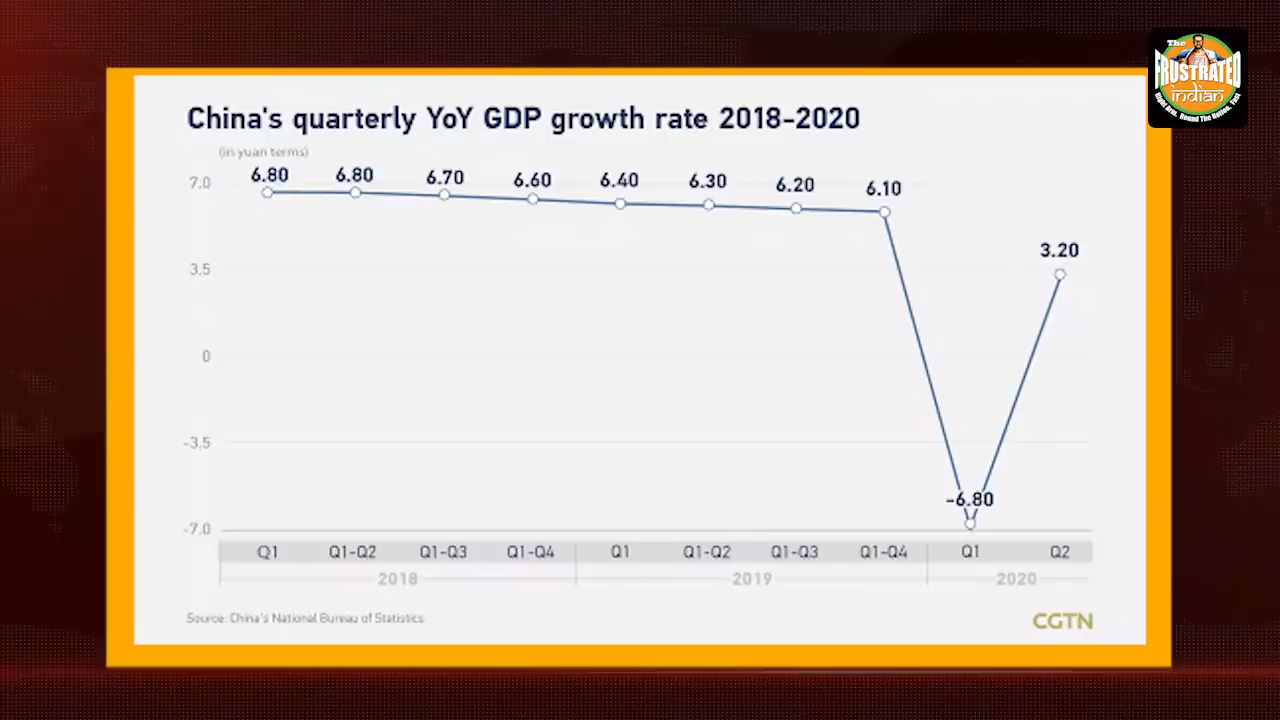 The
FRUSTRATED
indian
China's quarterly YoY GDP growth rate 2018-2020
(in yuan terms)
6.80 6.80 6.70 6.60 6.40 6.30 6.20 6.10 3.20 -6.80
7.0
3.5
0
-3.5
-7.0
Q1 Q1-Q2 Q1-Q3 Q1-Q4 Q1 Q1-Q2 Q1-Q3 Q1-Q4 Q1 Q2
2018 2019 2020
Source: China's National Bureau of Statistics
CGTN